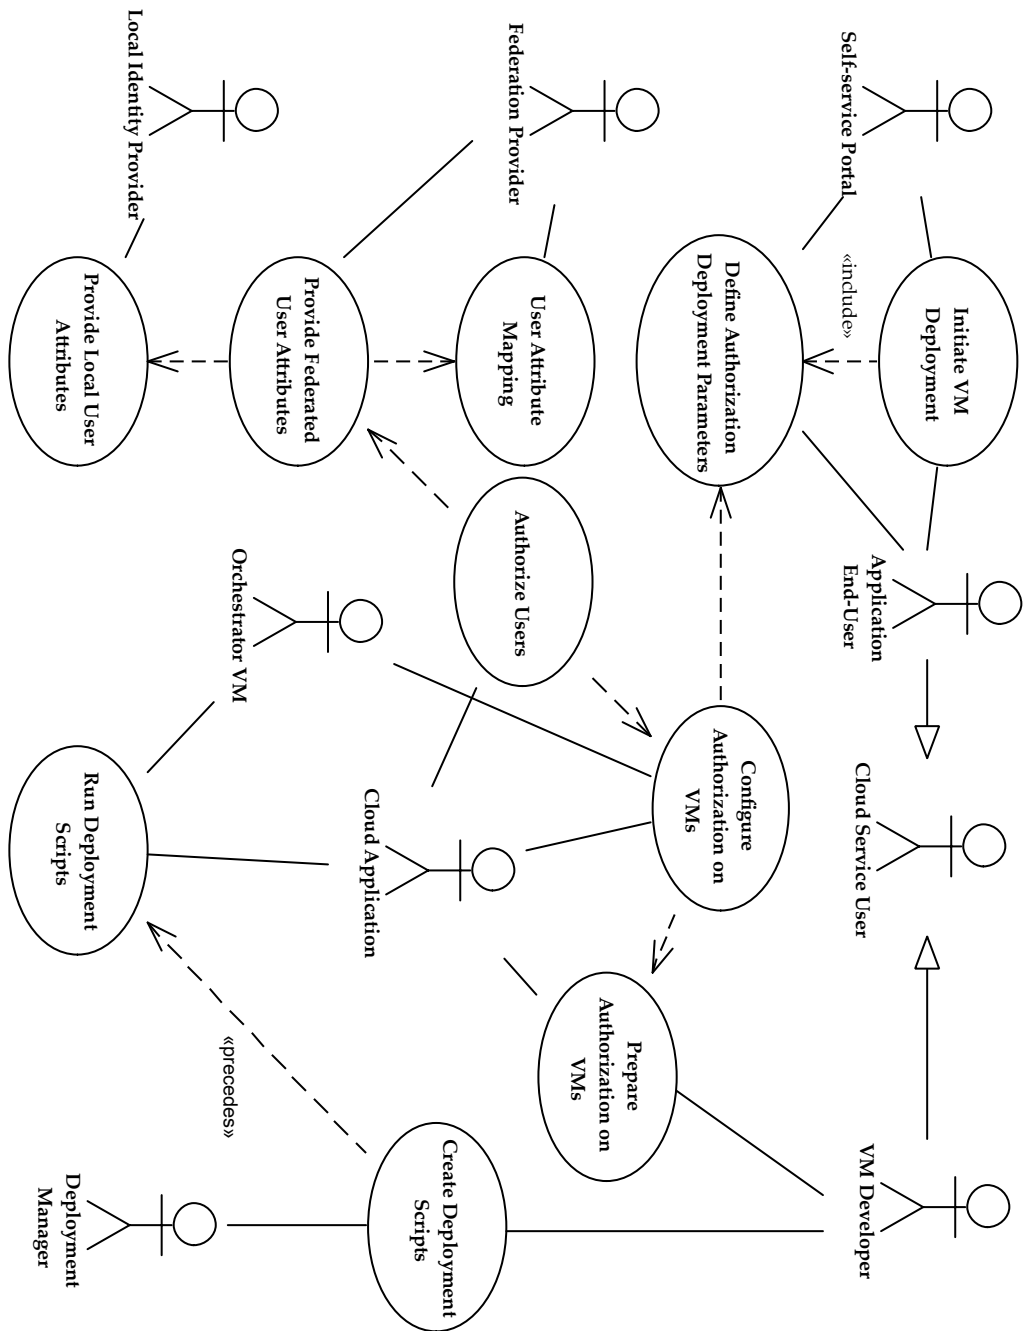 Self-service Portal
Initiate VM
Deployment
«include»
Define Authorization
Deployment Parameters
Application
End-User
Cloud Service User
VM Developer
Federation Provider
User Attribute
Mapping
Provide Federated
User Attributes
Authorize Users
Configure
Authorization on
VMs
Prepare
Authorization on
VMs
Local Identity Provider
Provide Local User
Attributes
Orchestrator VM
Cloud Application
Run Deployment
Scripts
«precedes»
Create Deployment
Scripts
Deployment
Manager